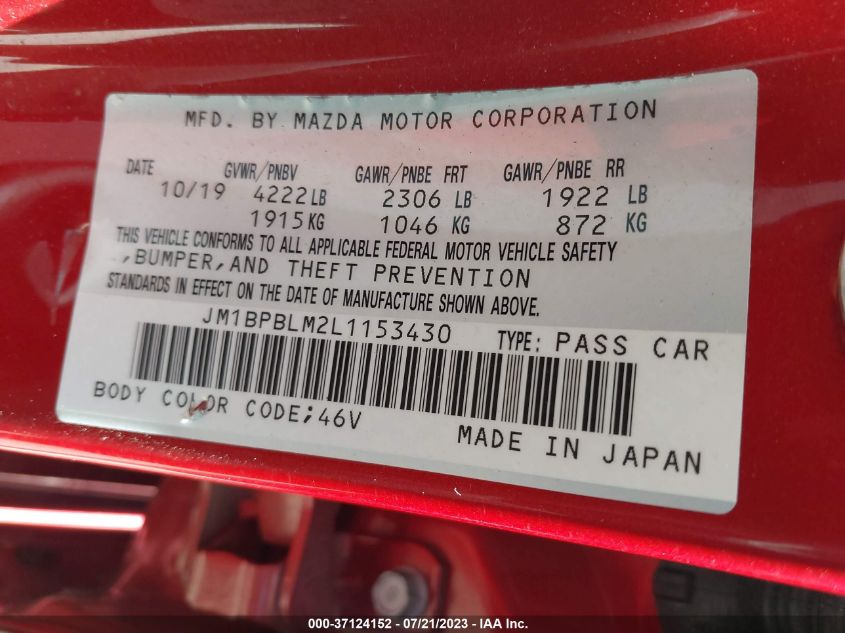 MFD. BY MAZDA MOTOR CORPORATION
DATE GVWR/PNBV GAWR/PNBE FRT GAWR/PNBE RR
10/19 4222LB 2306 LB 1922 LB
1915KG 1046 KG 872 KG
THIS VEHICLE CONFORMS TO ALL APPLICABLE FEDERAL MOTOR VEHICLE SAFETY
,BUMPER,AND THEFT PREVENTION
STANDARDS IN EFFECT ON THE DATE OF MANUFACTURE SHOWN ABOVE.
JM1BPBLM2L1153430 TYPE: PASS CAR
BODY COLOR CODE;46V
MADE IN JAPAN
000-37124152 - 07/21/2023 - IAA Inc.